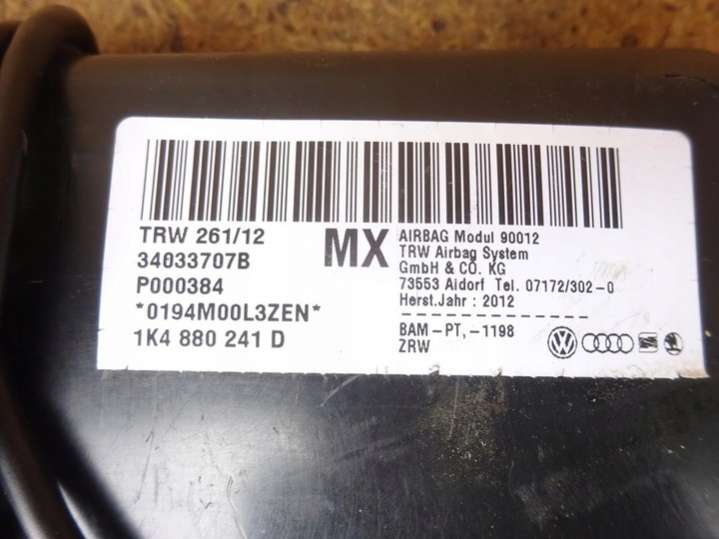 TRW 261/12
34033707B
P000384
*0194M00L3ZEN*
1K4 880 241 D
MX
AIRBAG Modul 90012
TRW Airbag System
GmbH & CO. KG
73553 Aldorf Tel. 07172/302-0
Herst.Jahr : 2012
- - - - - - - - - - - - -
BAM-PT,-1198
ZRW